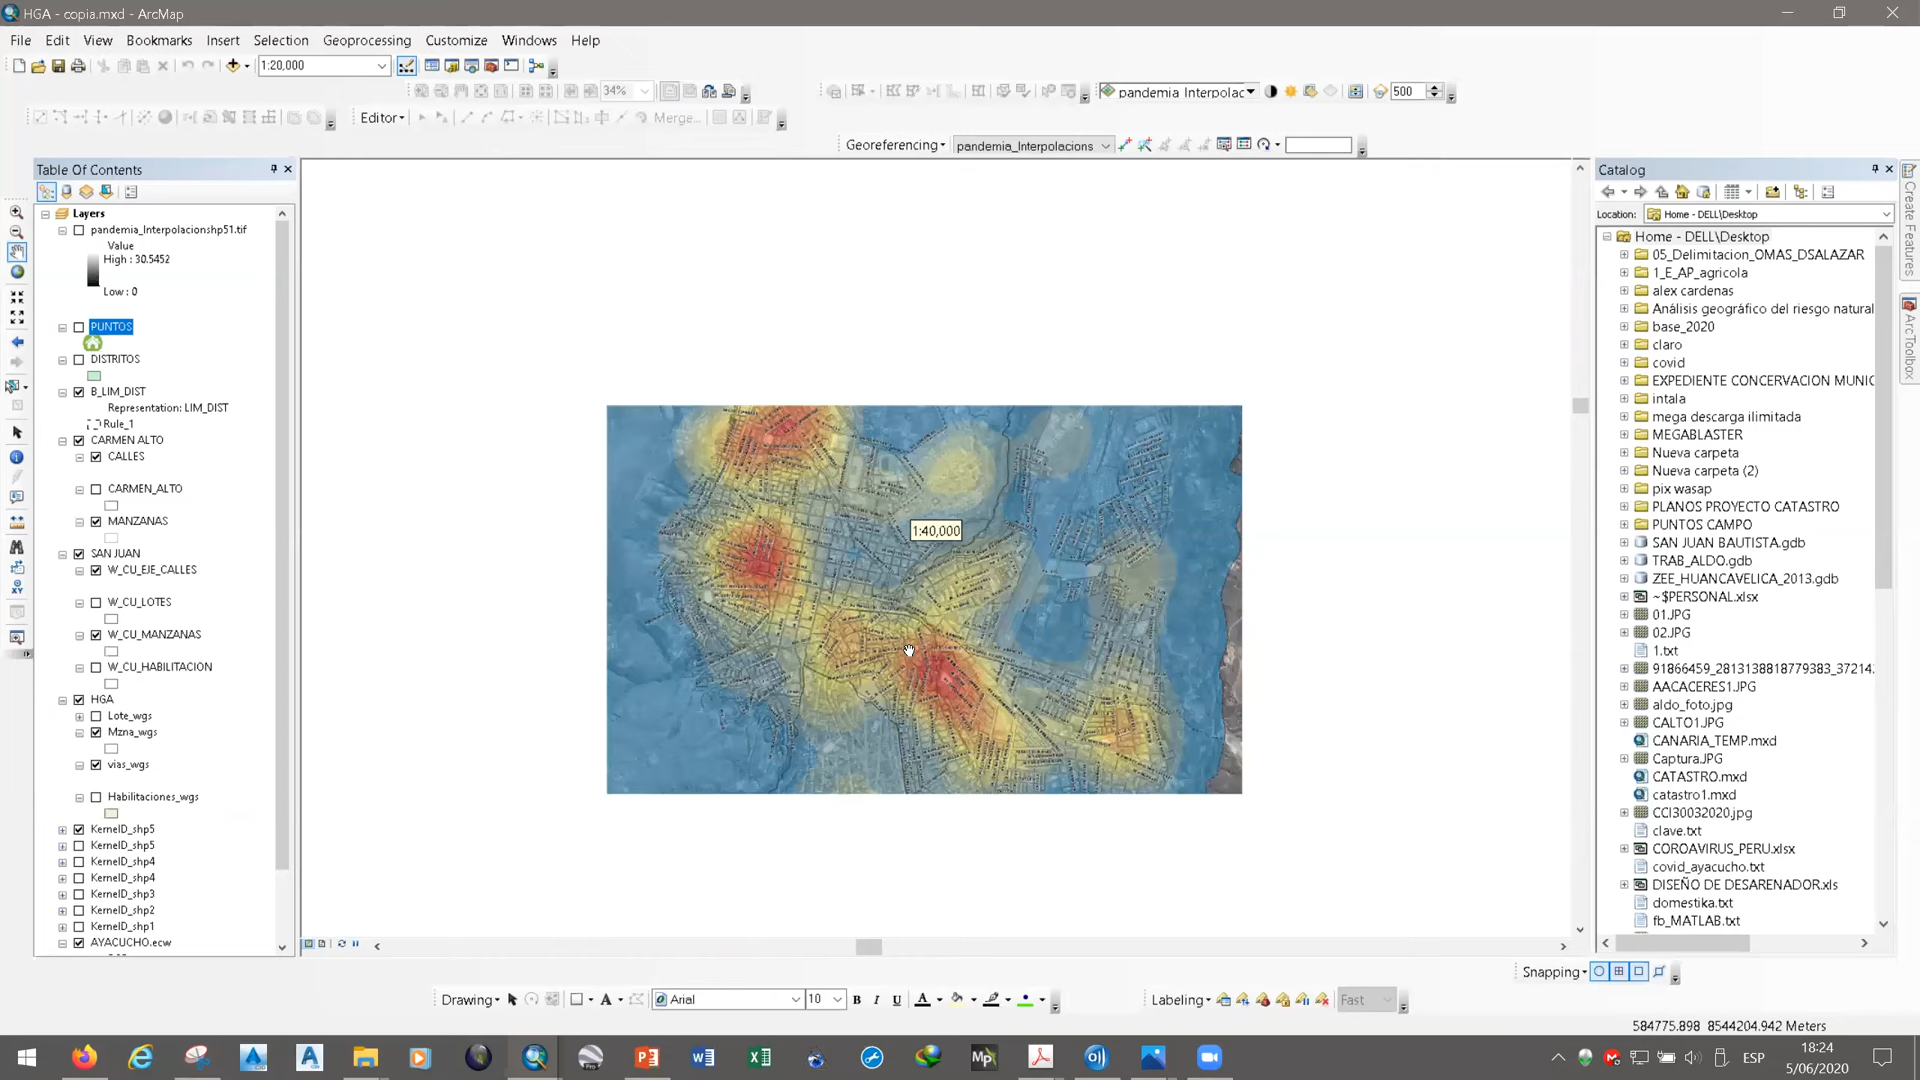 HGA - copia.mxd - ArcMap
File Edit View Bookmarks Insert Selection Geoprocessing Customize Windows Help
1:20,000
34% pandemia Interpolac 500
Editor Merge...
Georeferencing pandemia_Interpolacions
Table Of Contents
Layers
pandemia_Interpolacionshp51.tif
Value
High : 30.5452
Low : 0
PUNTOS
DISTRITOS
B_LIM_DIST
Representation: LIM_DIST
Rule_1
CARMEN ALTO
CALLES
CARMEN_ALTO
MANZANAS
SAN JUAN
W_CU_EJE_CALLES
W_CU_LOTES
W_CU_MANZANAS
W_CU_HABILITACION
HGA
Lote_wgs
Mzna_wgs
vias_wgs
Habilitaciones_wgs
KernelD_shp5
KernelD_shp5
KernelD_shp4
KernelD_shp4
KernelD_shp3
KernelD_shp2
KernelD_shp1
AYACUCHO.ecw
1:40,000
Catalog
Location: Home - DELL\Desktop
Home - DELL\Desktop
05_Delimitacion_OMAS_DSALAZAR
1_E_AP_agricola
alex cardenas
Análisis geográfico del riesgo natural
base_2020
claro
covid
EXPEDIENTE CONCERVACION MUNIC
intala
mega descarga ilimitada
MEGABLASTER
Nueva carpeta
Nueva carpeta (2)
pix wasap
PLANOS PROYECTO CATASTRO
PUNTOS CAMPO
SAN JUAN BAUTISTA.gdb
TRAB_ALDO.gdb
ZEE_HUANCAVELICA_2013.gdb
~$PERSONAL.xlsx
01.JPG
02.JPG
1.txt
91866459_2813138818779383_37214
AACACERES1.JPG
aldo_foto.jpg
CALTO1.JPG
CANARIA_TEMP.mxd
Captura.JPG
CATASTRO.mxd
catastro1.mxd
CCI30032020.jpg
clave.txt
COROAVIRUS_PERU.xlsx
covid_ayacucho.txt
DISEÑO DE DESARENADOR.xls
domestika.txt
fb_MATLAB.txt
Create Features
ArcToolbox
Snapping
Drawing A Arial 10 B I U A Labeling Fast
584775.898 8544204.942 Meters
ESP
18:24
5/06/2020